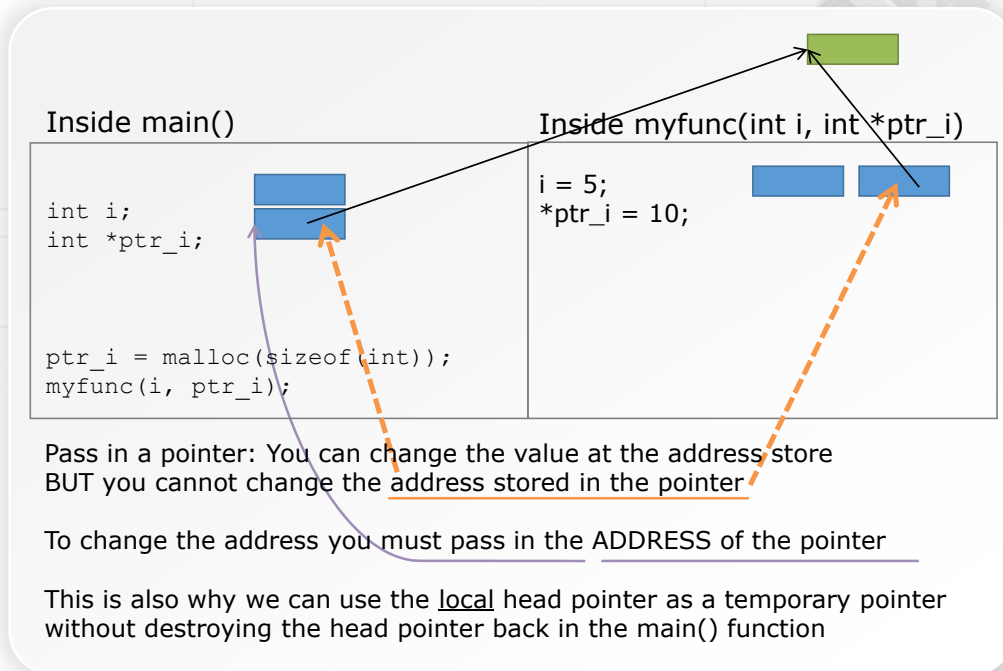 Inside main()
Inside myfunc(int i, int *ptr_i)
int i;
int *ptr_i;
ptr_i = malloc(sizeof(int));
myfunc(i, ptr_i);
i = 5;
*ptr_i = 10;
Pass in a pointer: You can change the value at the address store
BUT you cannot change the address stored in the pointer
To change the address you must pass in the ADDRESS of the pointer
This is also why we can use the local head pointer as a temporary pointer
without destroying the head pointer back in the main() function